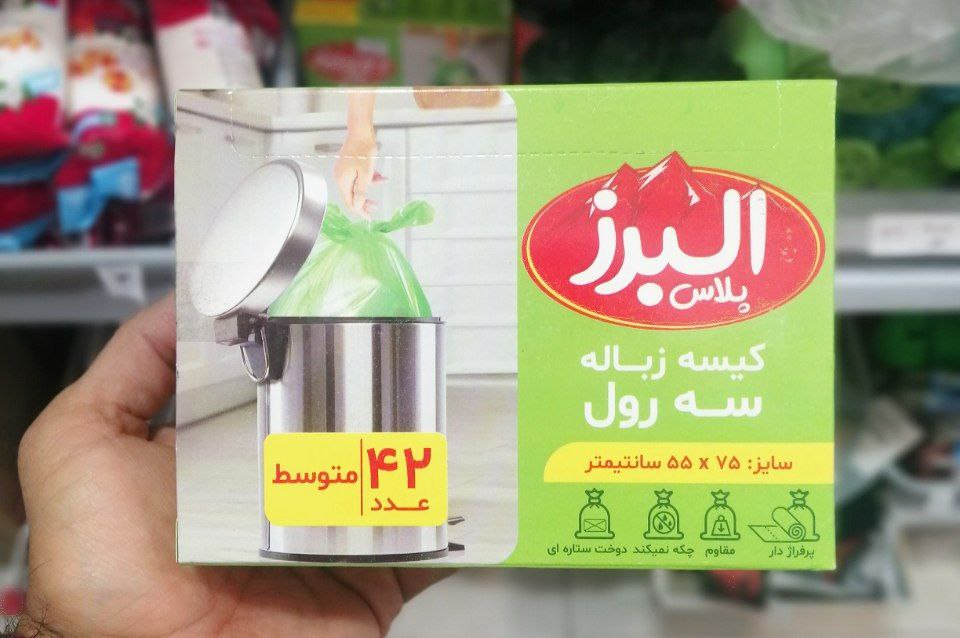 البرز
پلاس
کیسه زباله
سه رول
سایز: ۷۵ x ۵۵ سانتیمتر
پرفراژ دار
مقاوم
چکه نمیکند
دوخت ستاره ای
۴۲
عدد
متوسط